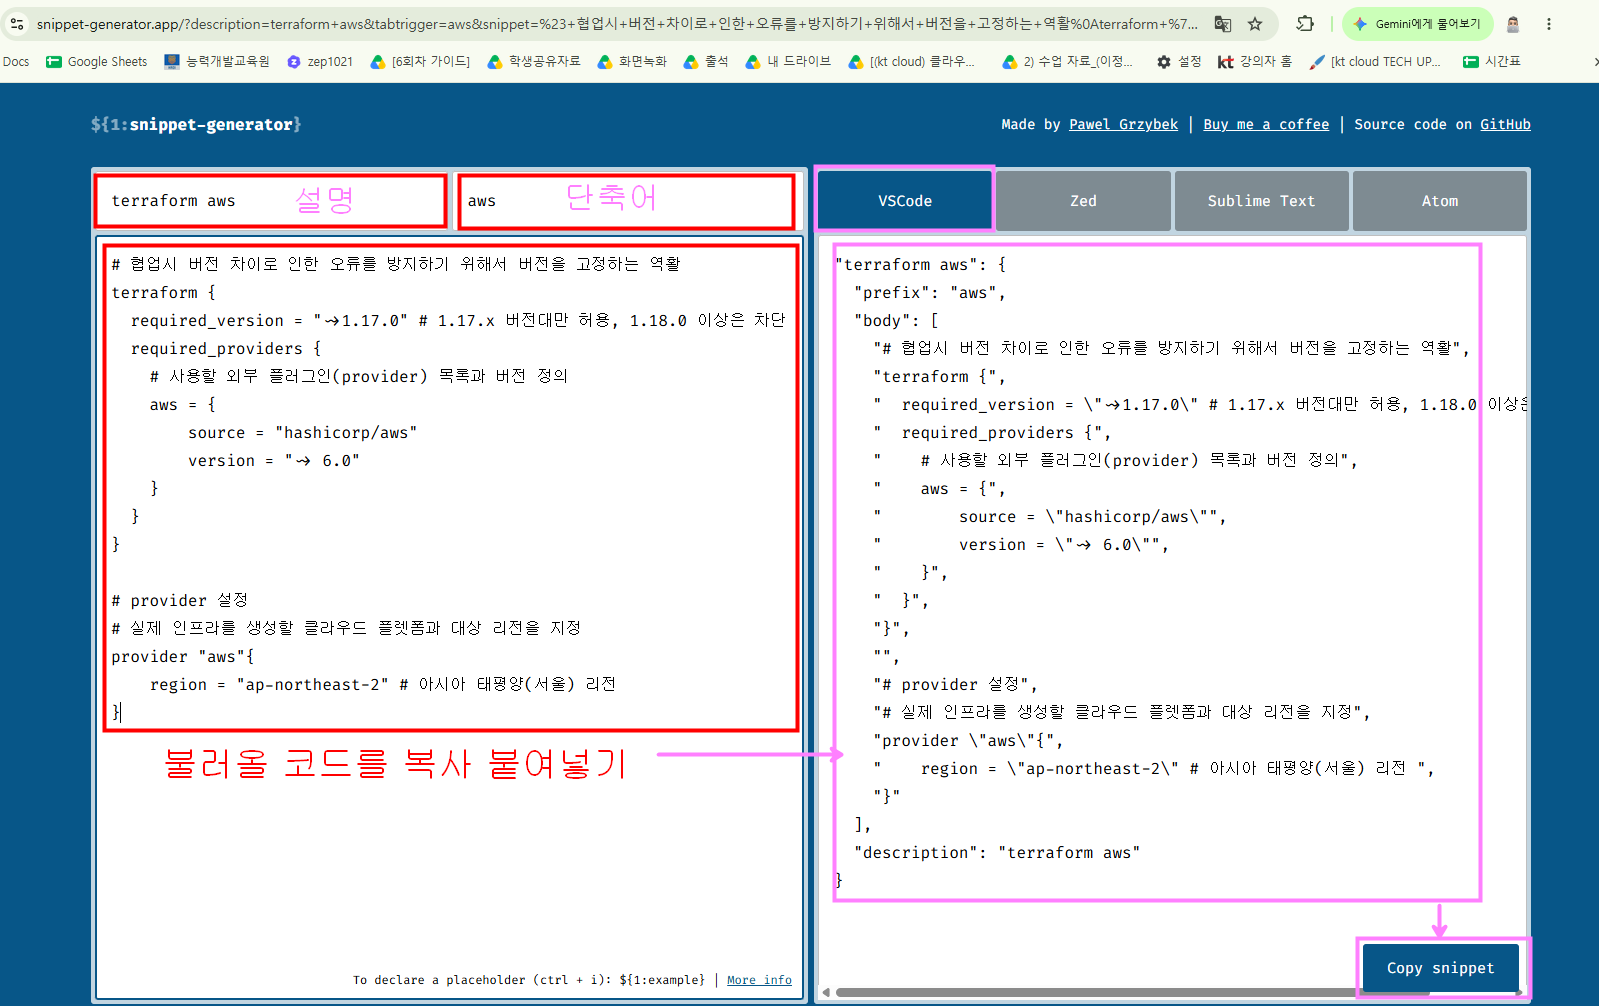 snippet-generator.app/?description=terraform+aws&tabtrigger=aws&snippet=%23+협업시+버전+차이로+인한+오류를+방지하기+위해서+버전을+고정하는+역활%0Aterraform+%7...
Gemini에게 물어보기
Docs Google Sheets 능력개발교육원 zep1021 [6회차 가이드] 학생공유자료 화면녹화 출석 내 드라이브 [(kt cloud) 클라우... 2) 수업 자료_(이정... 설정 kt 강의자 홈 [kt cloud TECH UP... 시간표
${1:snippet-generator}
Made by Pawel Grzybek | Buy me a coffee | Source code on GitHub
terraform aws 설명
aws 단축어
VSCode Zed Sublime Text Atom
# 협업시 버전 차이로 인한 오류를 방지하기 위해서 버전을 고정하는 역활
terraform {
  required_version = "~>1.17.0" # 1.17.x 버전대만 허용, 1.18.0 이상은 차단
  required_providers {
    # 사용할 외부 플러그인(provider) 목록과 버전 정의
    aws = {
        source = "hashicorp/aws"
        version = "~> 6.0"
    }
  }
}
# provider 설정
# 실제 인프라를 생성할 클라우드 플렛폼과 대상 리전을 지정
provider "aws"{
    region = "ap-northeast-2" # 아시아 태평양(서울) 리전
}
불러올 코드를 복사 붙여넣기
To declare a placeholder (ctrl + i): ${1:example} | More info
"terraform aws": {
  "prefix": "aws",
  "body": [
    "# 협업시 버전 차이로 인한 오류를 방지하기 위해서 버전을 고정하는 역활",
    "terraform {",
    "  required_version = \"~>1.17.0\" # 1.17.x 버전대만 허용, 1.18.0 이상은
    "  required_providers {",
    "    # 사용할 외부 플러그인(provider) 목록과 버전 정의",
    "    aws = {",
    "        source = \"hashicorp/aws\"",
    "        version = \"~> 6.0\"",
    "    }",
    "  }",
    "}",
    "",
    "# provider 설정",
    "# 실제 인프라를 생성할 클라우드 플렛폼과 대상 리전을 지정",
    "provider \"aws\"{",
    "    region = \"ap-northeast-2\" # 아시아 태평양(서울) 리전 ",
    "}"
  ],
  "description": "terraform aws"
}
Copy snippet